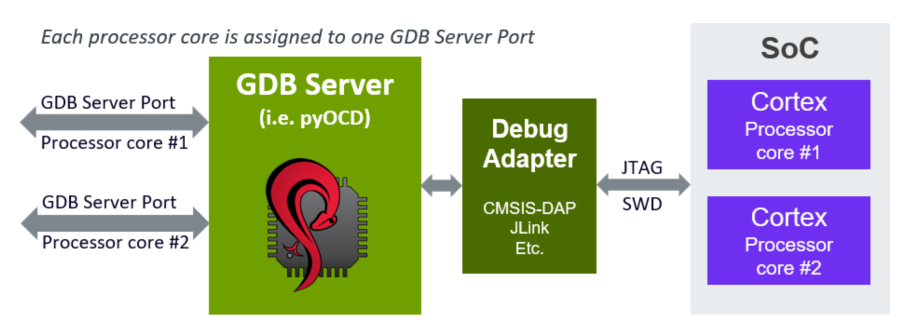 Each processor core is assigned to one GDB Server Port
GDB Server Port
Processor core #1
GDB Server Port
Processor core #2
GDB Server
(i.e. pyOCD)
Debug
Adapter
CMSIS-DAP
JLink
Etc.
JTAG
SWD
SoC
Cortex
Processor
core #1
Cortex
Processor
core #2